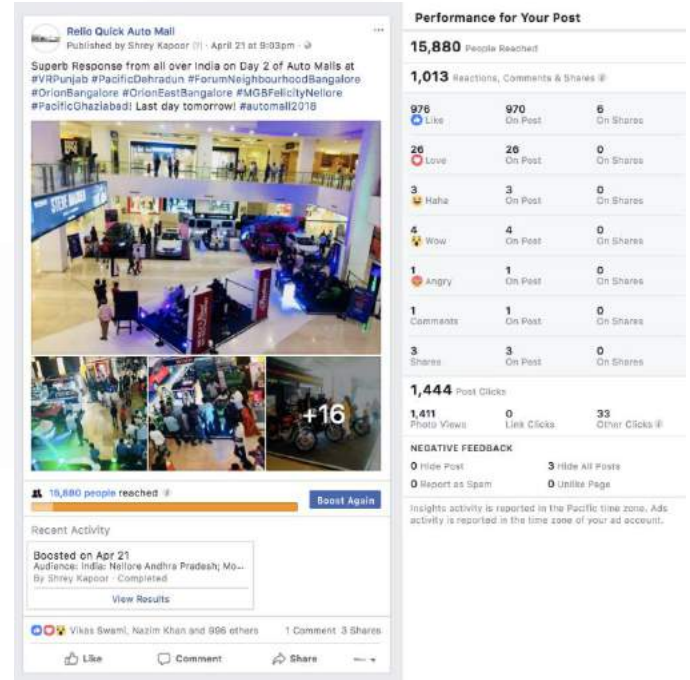 Relio Quick Auto Mall
Published by Shrey Kapoor [?] · April 21 at 9:03pm ·
Superb Response from all over India on Day 2 of Auto Malls at
#VRPunjab #PacificDehradun #ForumNeighbourhoodBangalore
#OrionBangalore #OrionEastBangalore #MGBFelicityNellore
#PacificGhaziabad! Last day tomorrow! #automall2018
STEVE MADDEN
+16
15,880 people reached
Boost Again
Recent Activity
Boosted on Apr 21
Audience: India: Nellore Andhra Pradesh; Mo...
By Shrey Kapoor · Completed
View Results
Vikas Swami, Nazim Khan and 996 others 1 Comment 3 Shares
Like Comment Share
Performance for Your Post
15,880 People Reached
1,013 Reactions, Comments & Shares
976 970 6
Like On Post On Shares
26 26 0
Love On Post On Shares
3 3 0
Haha On Post On Shares
4 4 0
Wow On Post On Shares
1 1 0
Angry On Post On Shares
1 1 0
Comments On Post On Shares
3 3 0
Shares On Post On Shares
1,444 Post Clicks
1,411 0 33
Photo Views Link Clicks Other Clicks
NEGATIVE FEEDBACK
0 Hide Post 3 Hide All Posts
0 Report as Spam 0 Unlike Page
Insights activity is reported in the Pacific time zone. Ads
activity is reported in the time zone of your ad account.